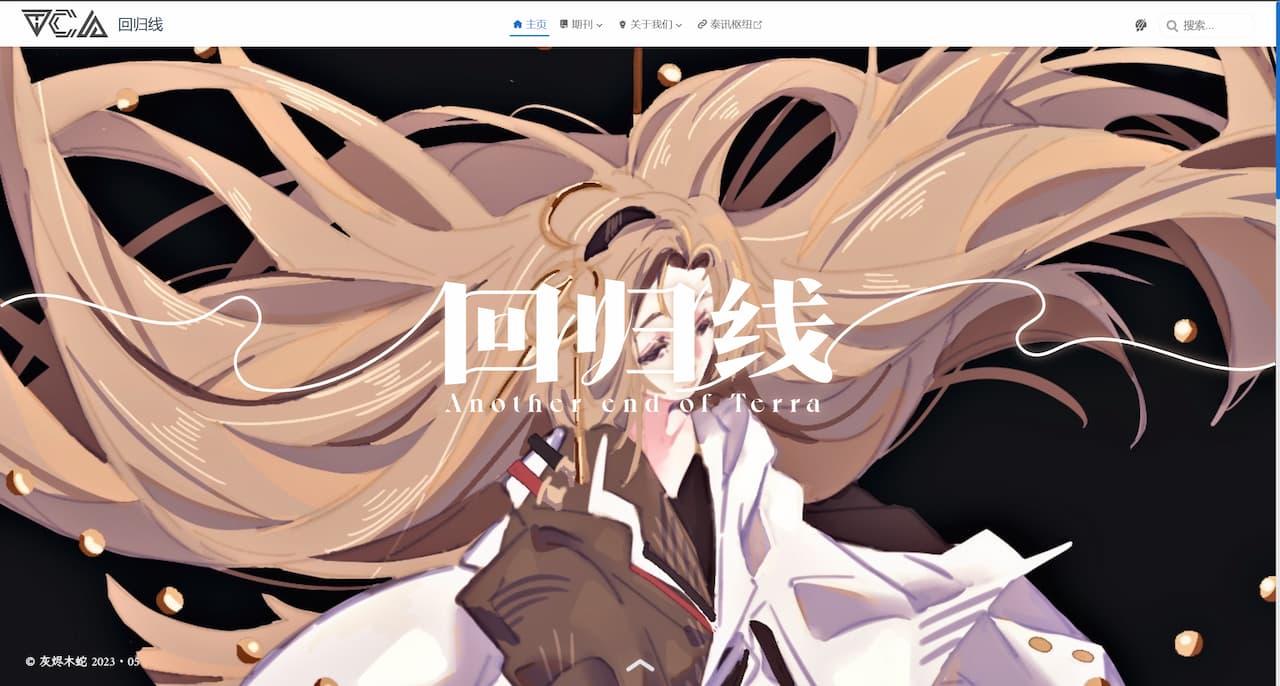 回归线
主页
期刊
关于我们
泰讯枢纽
搜索...
回归线
Another end of Terra
© 灰烬木蛇 2023・05